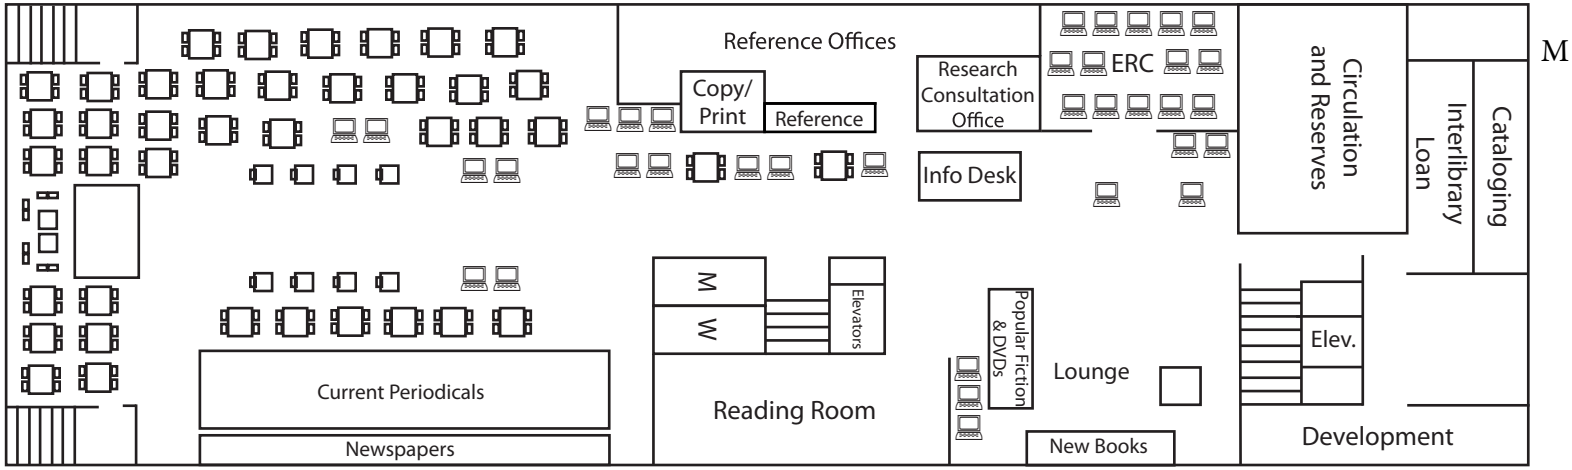 Reference Offices
Copy/
Print
Reference
Research
Consultation
Office
ERC
Info Desk
Circulation
and Reserves
Interlibrary
Loan
Cataloging
M
M
W
Elevators
Popular Fiction
& DVDs
Lounge
Elev.
Current Periodicals
Newspapers
Reading Room
New Books
Development